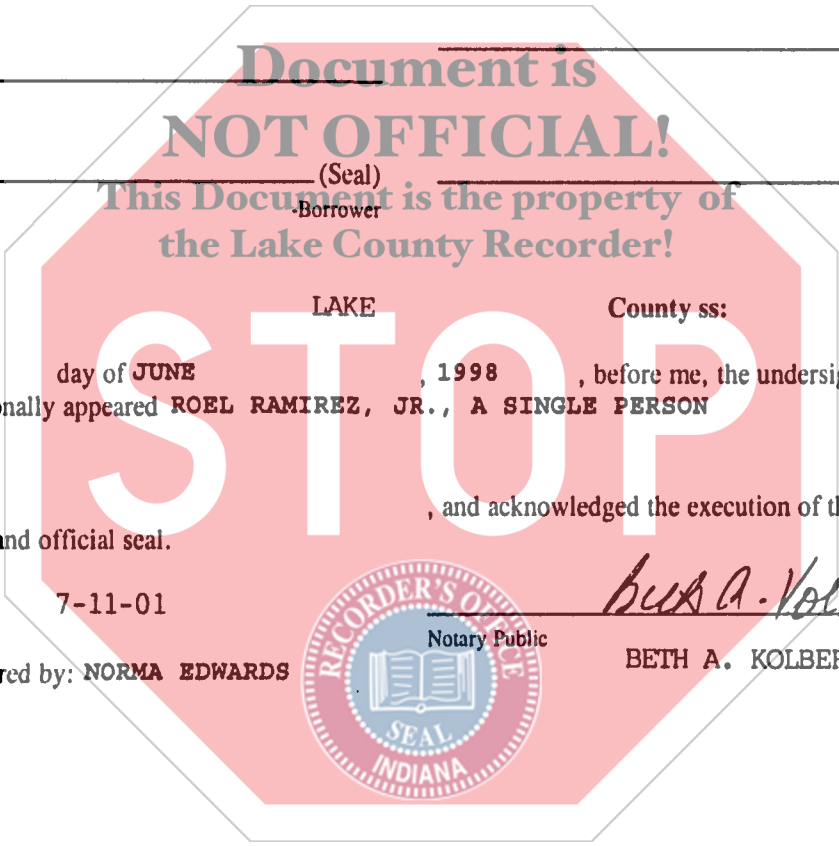 Document is
NOT OFFICIAL!
(Seal)
This Document is the property of
-Borrower
the Lake County Recorder!
LAKE County ss:
STOP
day of JUNE , 1998 , before me, the undersig
onally appeared ROEL RAMIREZ, JR., A SINGLE PERSON
, and acknowledged the execution of th
and official seal.
7-11-01
Beth A. Kol
Notary Public
BETH A. KOLBER
red by: NORMA EDWARDS
RECORDER'S OFFICE
SEAL
INDIANA